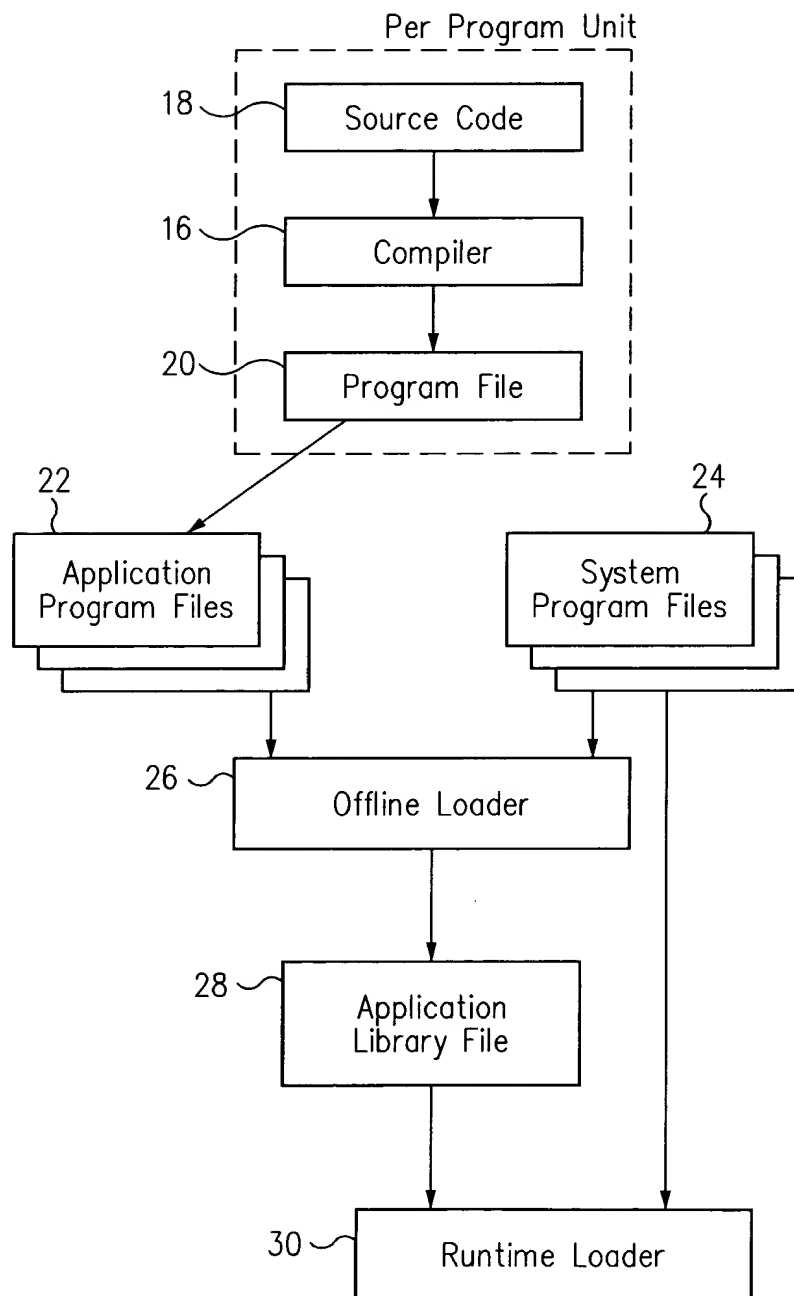 Per Program Unit
18
Source Code
16
Compiler
20
Program File
22
24
Application
Program Files
System
Program Files
26
Offline Loader
28
Application
Library File
30
Runtime Loader